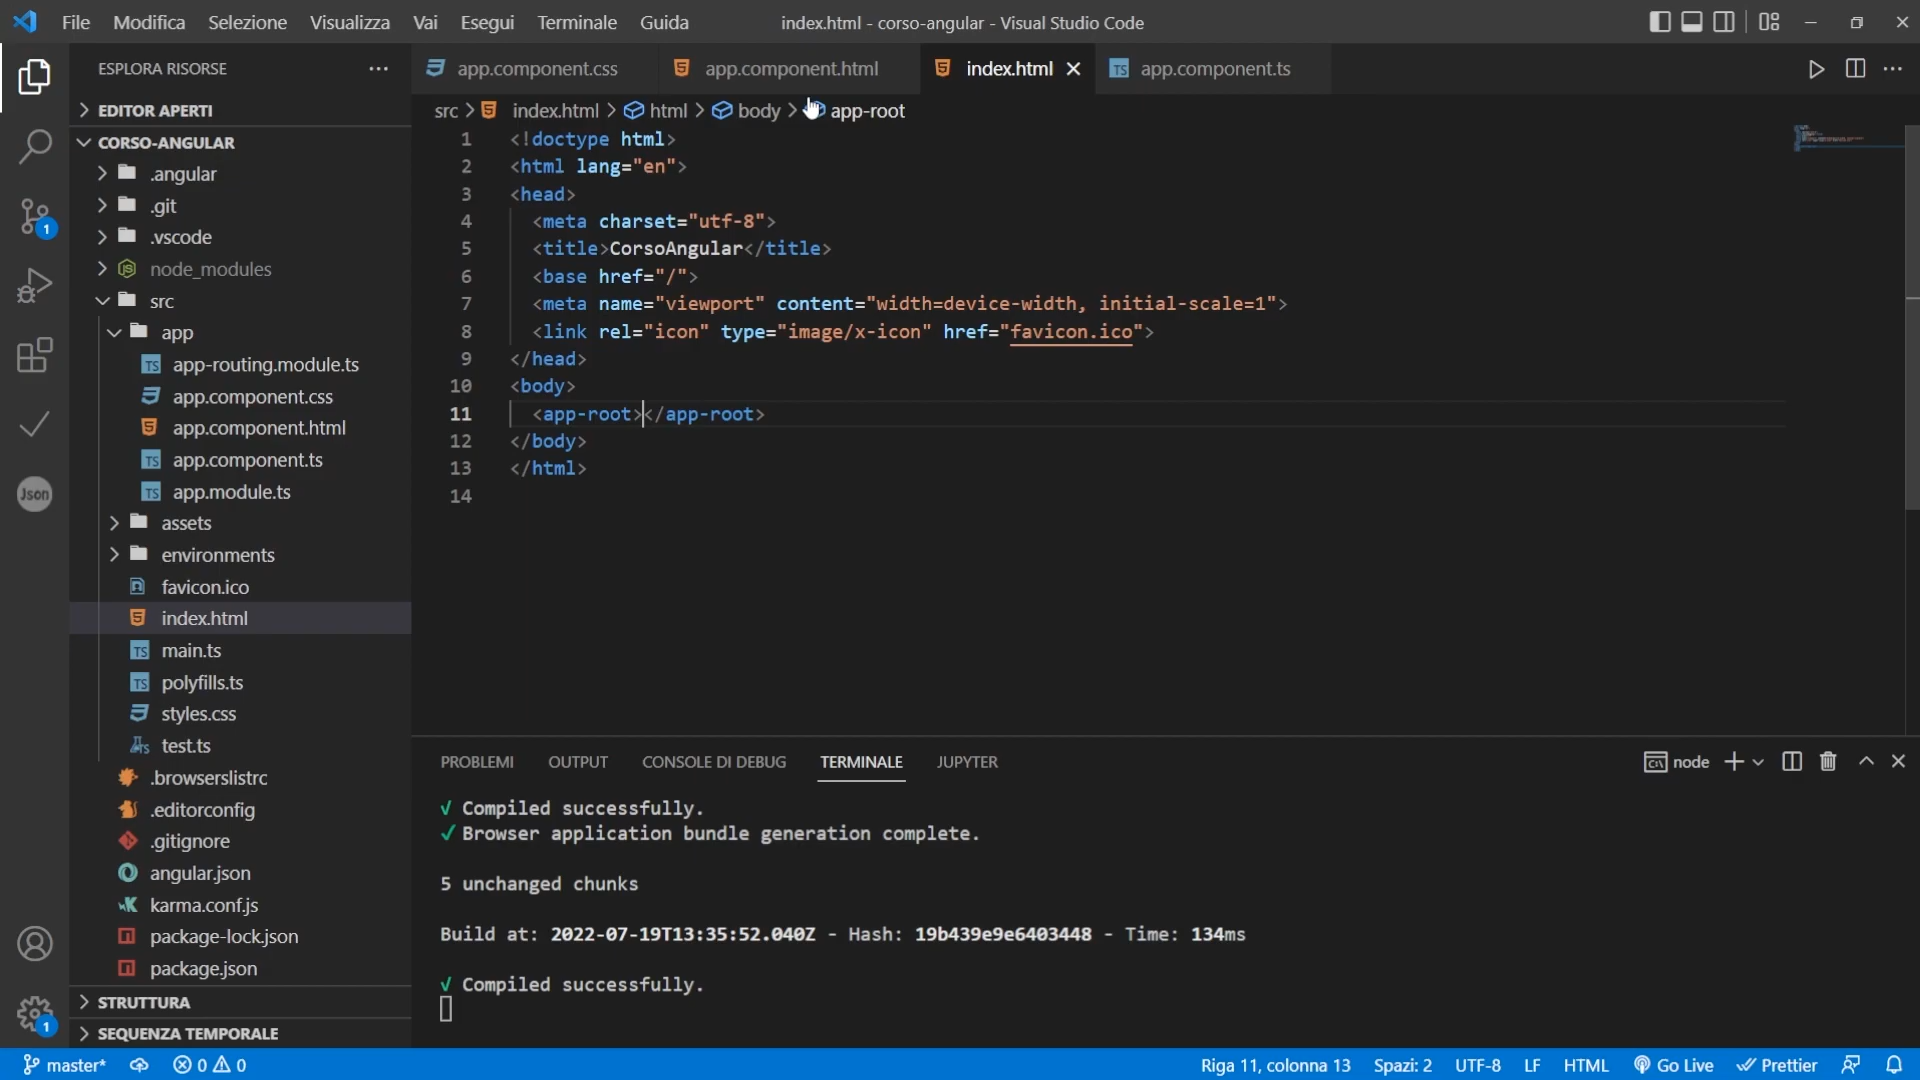 File Modifica Selezione Visualizza Vai Esegui Terminale Guida
index.html - corso-angular - Visual Studio Code
ESPLORA RISORSE
EDITOR APERTI
CORSO-ANGULAR
.angular
.git
.vscode
node_modules
src
app
app-routing.module.ts
app.component.css
app.component.html
app.component.ts
app.module.ts
assets
environments
favicon.ico
index.html
main.ts
polyfills.ts
styles.css
test.ts
.browserslistrc
.editorconfig
.gitignore
angular.json
karma.conf.js
package-lock.json
package.json
STRUTTURA
SEQUENZA TEMPORALE
1
Json
1
app.component.css app.component.html index.html TS app.component.ts
src > index.html > html > body > app-root
1 <!doctype html>
2 <html lang="en">
3 <head>
4 <meta charset="utf-8">
5 <title>CorsoAngular</title>
6 <base href="/">
7 <meta name="viewport" content="width=device-width, initial-scale=1">
8 <link rel="icon" type="image/x-icon" href="favicon.ico">
9 </head>
10 <body>
11 <app-root></app-root>
12 </body>
13 </html>
14
PROBLEMI OUTPUT CONSOLE DI DEBUG TERMINALE JUPYTER
node
√ Compiled successfully.
✓ Browser application bundle generation complete.
5 unchanged chunks
Build at: 2022-07-19T13:35:52.040Z - Hash: 19b439e9e6403448 - Time: 134ms
√ Compiled successfully.
master* 0 0
Riga 11, colonna 13 Spazi: 2 UTF-8 LF HTML Go Live Prettier